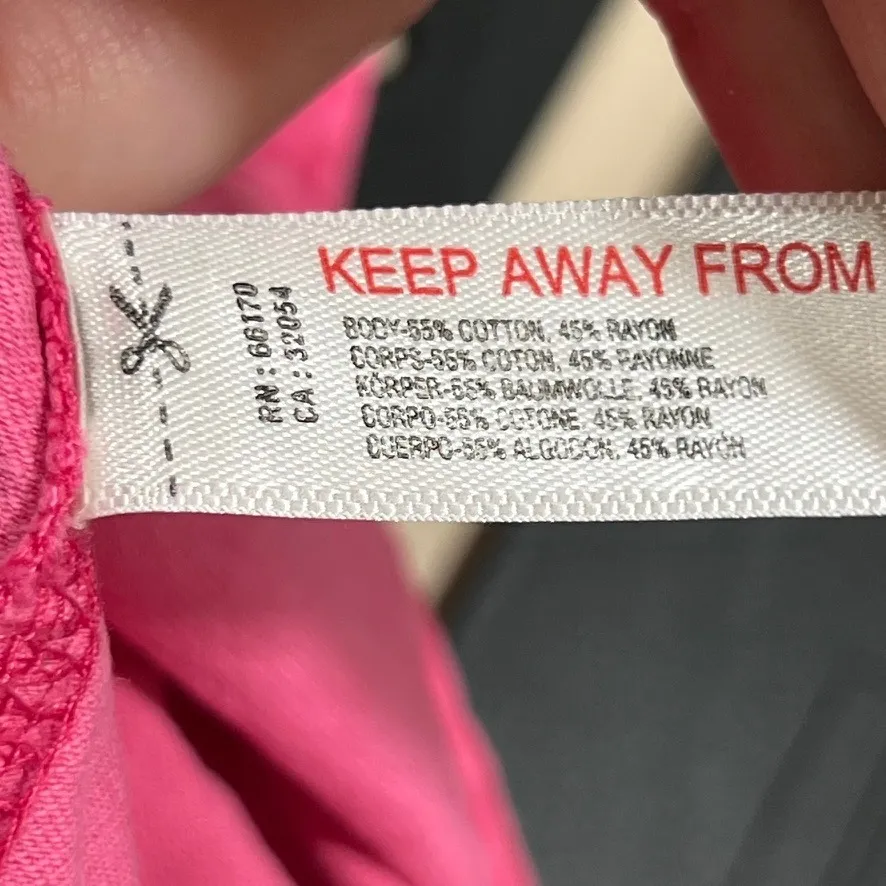 KEEP AWAY FROM
RN : 66170
CA : 32054
BODY-55% COTTON, 45% RAYON
CORPS-55% COTON, 45% RAYONNE
KÖRPER-55% BAUMWOLLE, 45% RAYON
CORPO-55% COTONE 45% RAYON
CUERPO-55% ALGODON, 45% RAYÓN